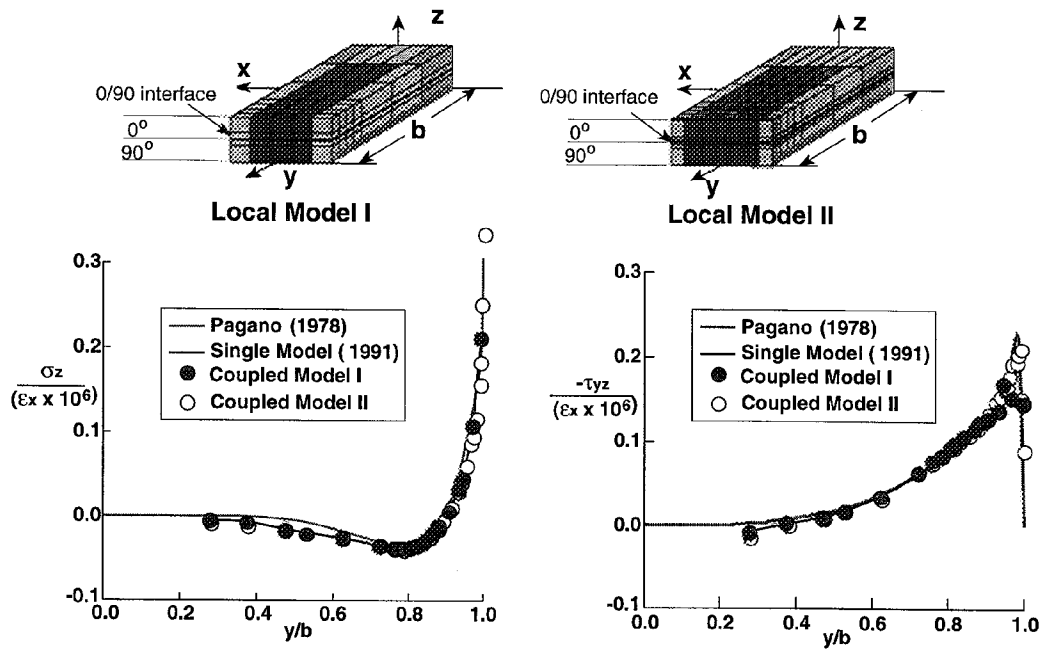 z
x
0/90 interface
0°
90°
b
y
Local Model I
z
x
0/90 interface
0°
90°
b
y
Local Model II
0.3
0.2
0.1
0.0
-0.1
σz
(εx x 10⁶)
Pagano (1978)
Single Model (1991)
Coupled Model I
Coupled Model II
0.0 0.2 0.4 0.6 0.8 1.0
y/b
0.3
0.2
0.1
0.0
-0.1
-τyz
(εx x 10⁶)
Pagano (1978)
Single Model (1991)
Coupled Model I
Coupled Model II
0.0 0.2 0.4 0.6 0.8 1.0
y/b